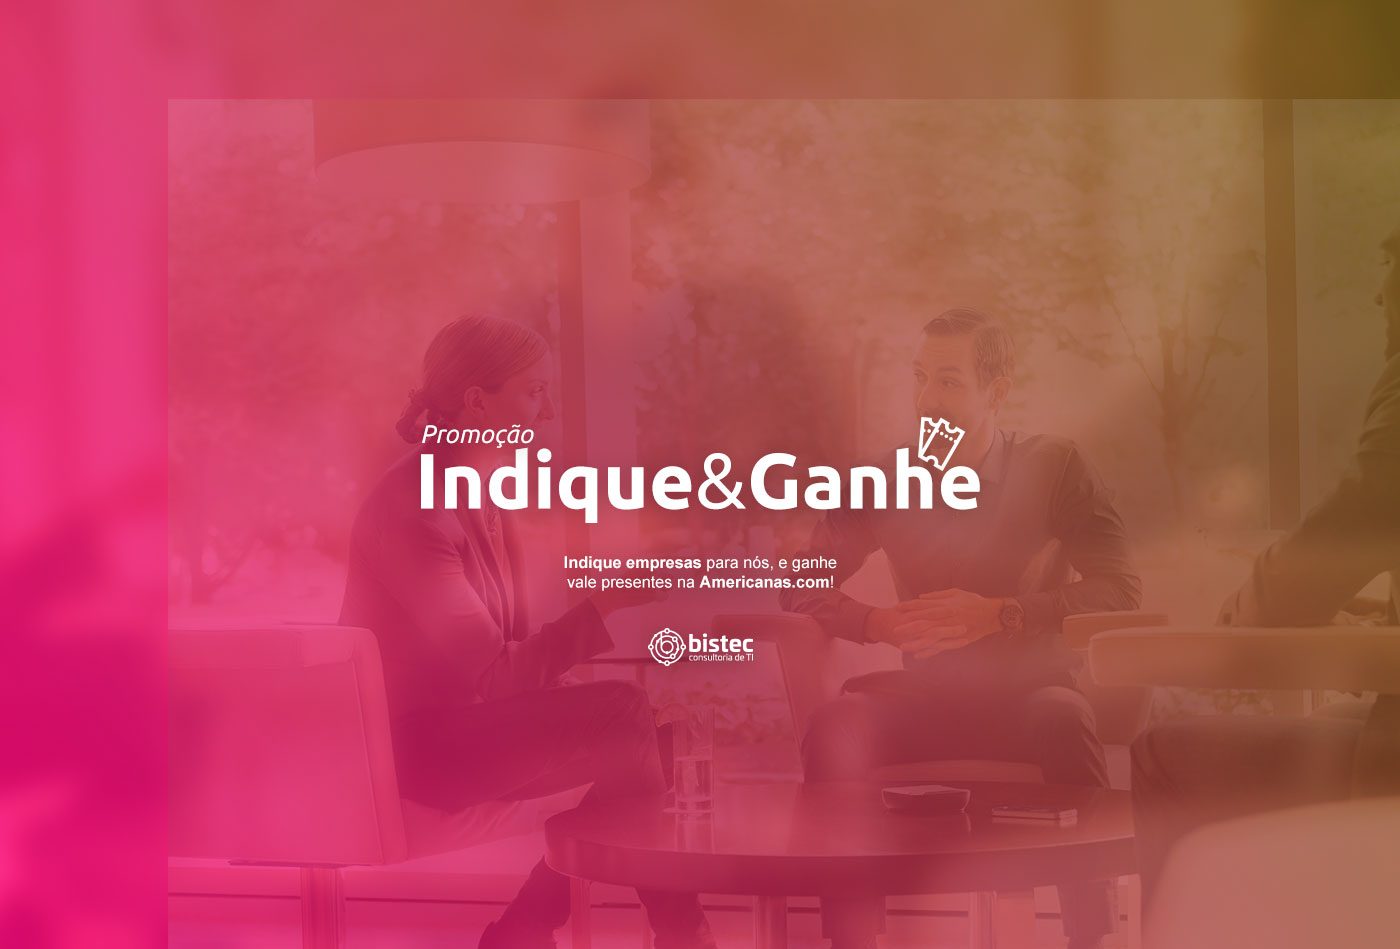 Promoção
Indique&Ganhe
Indique empresas para nós, e ganhe
vale presentes na Americanas.com!
bistec
consultoria de TI